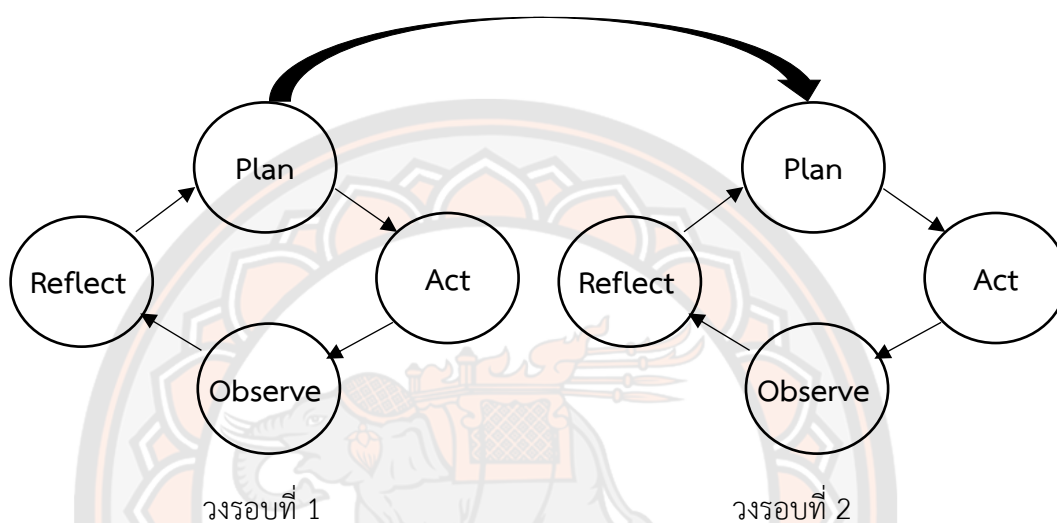 Plan
Plan
Reflect
Act
Reflect
Act
Observe
Observe
วงรอบที่ 1
วงรอบที่ 2